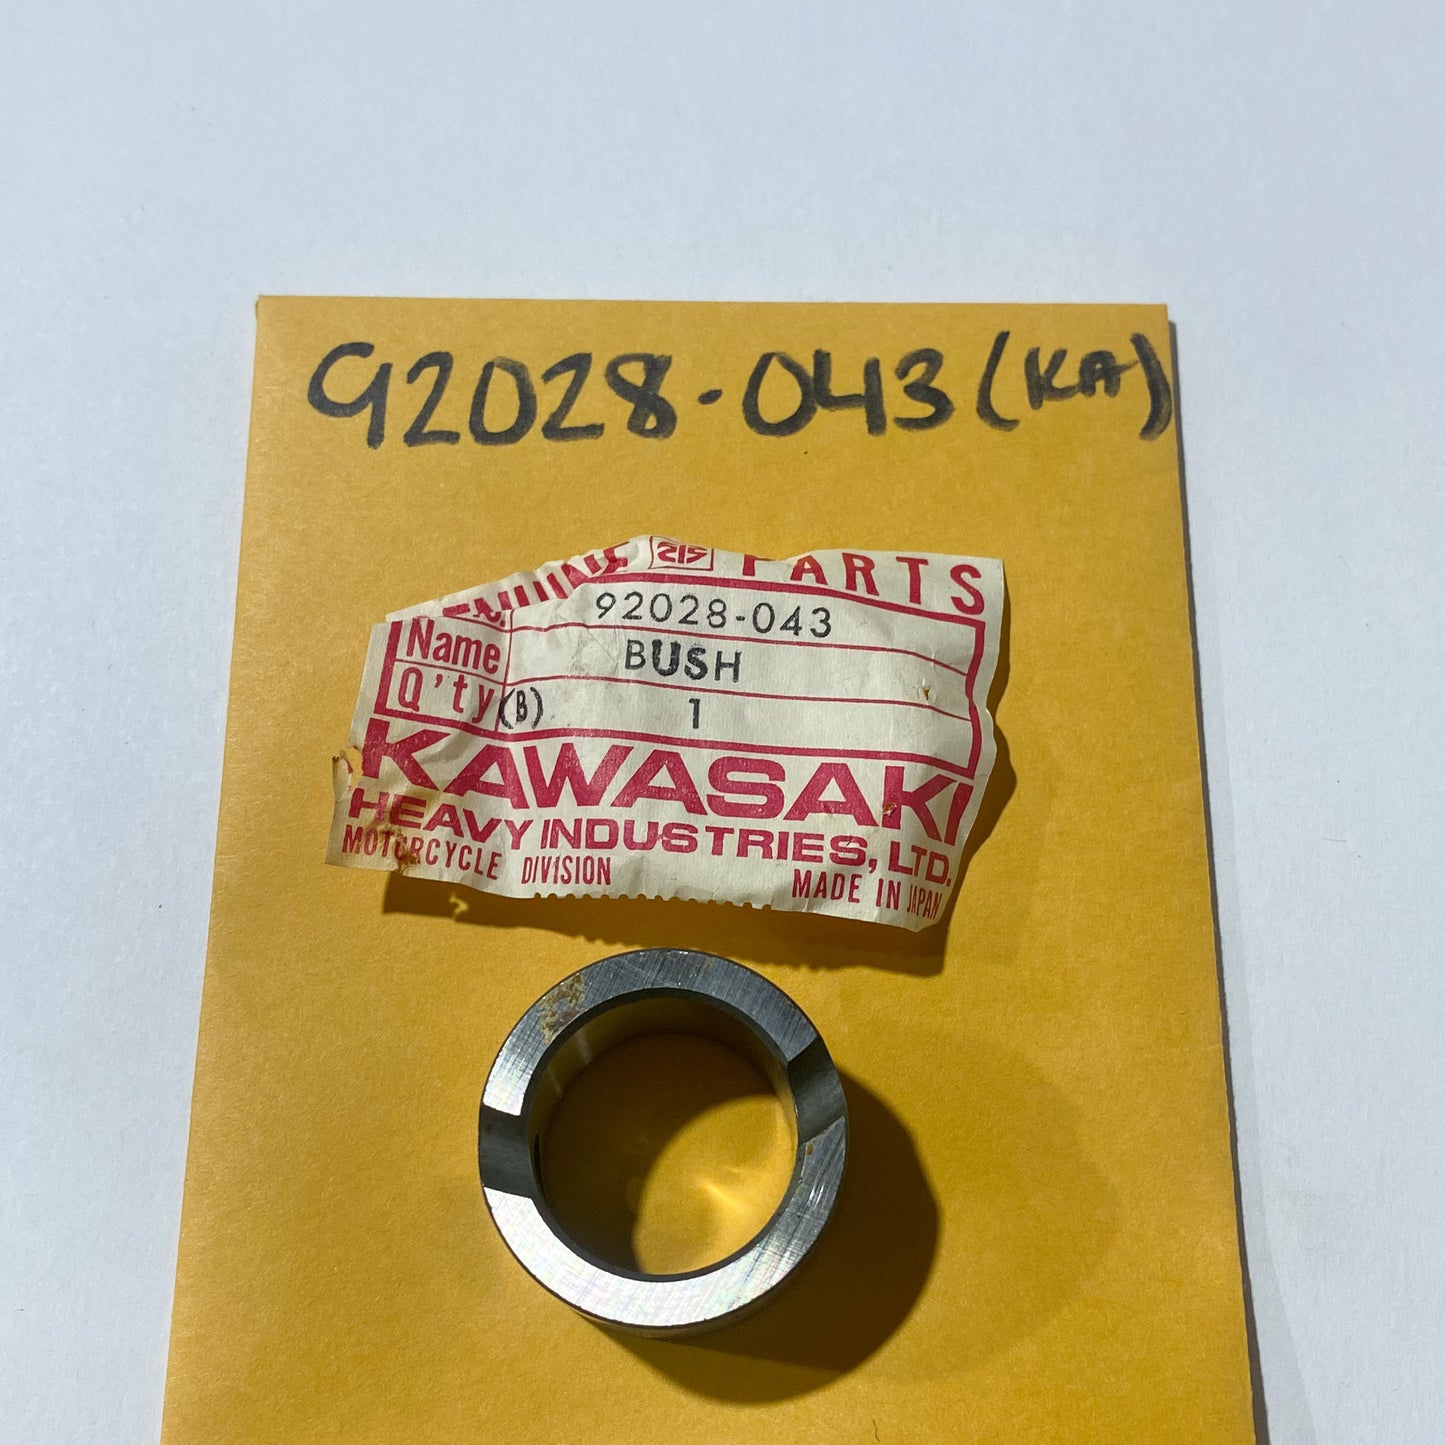 92028-043 (KA)
PARTS
92028-043
Name BUSH
Q'ty (B) 1
KAWASAKI
HEAVY INDUSTRIES, LTD.
MOTORCYCLE DIVISION MADE IN JAPAN